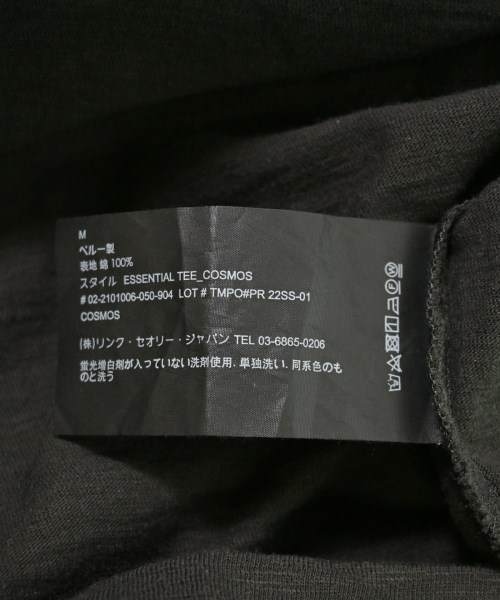 M
ペルー製
表地 綿 100%
スタイル ESSENTIAL TEE_COSMOS
# 02-2101006-050-904 LOT # TMPO#PR 22SS-01
COSMOS
(株)リンク・セオリー・ジャパン TEL 03-6865-0206
蛍光増白剤が入っていない洗剤使用. 単独洗い. 同系色のも
のと洗う